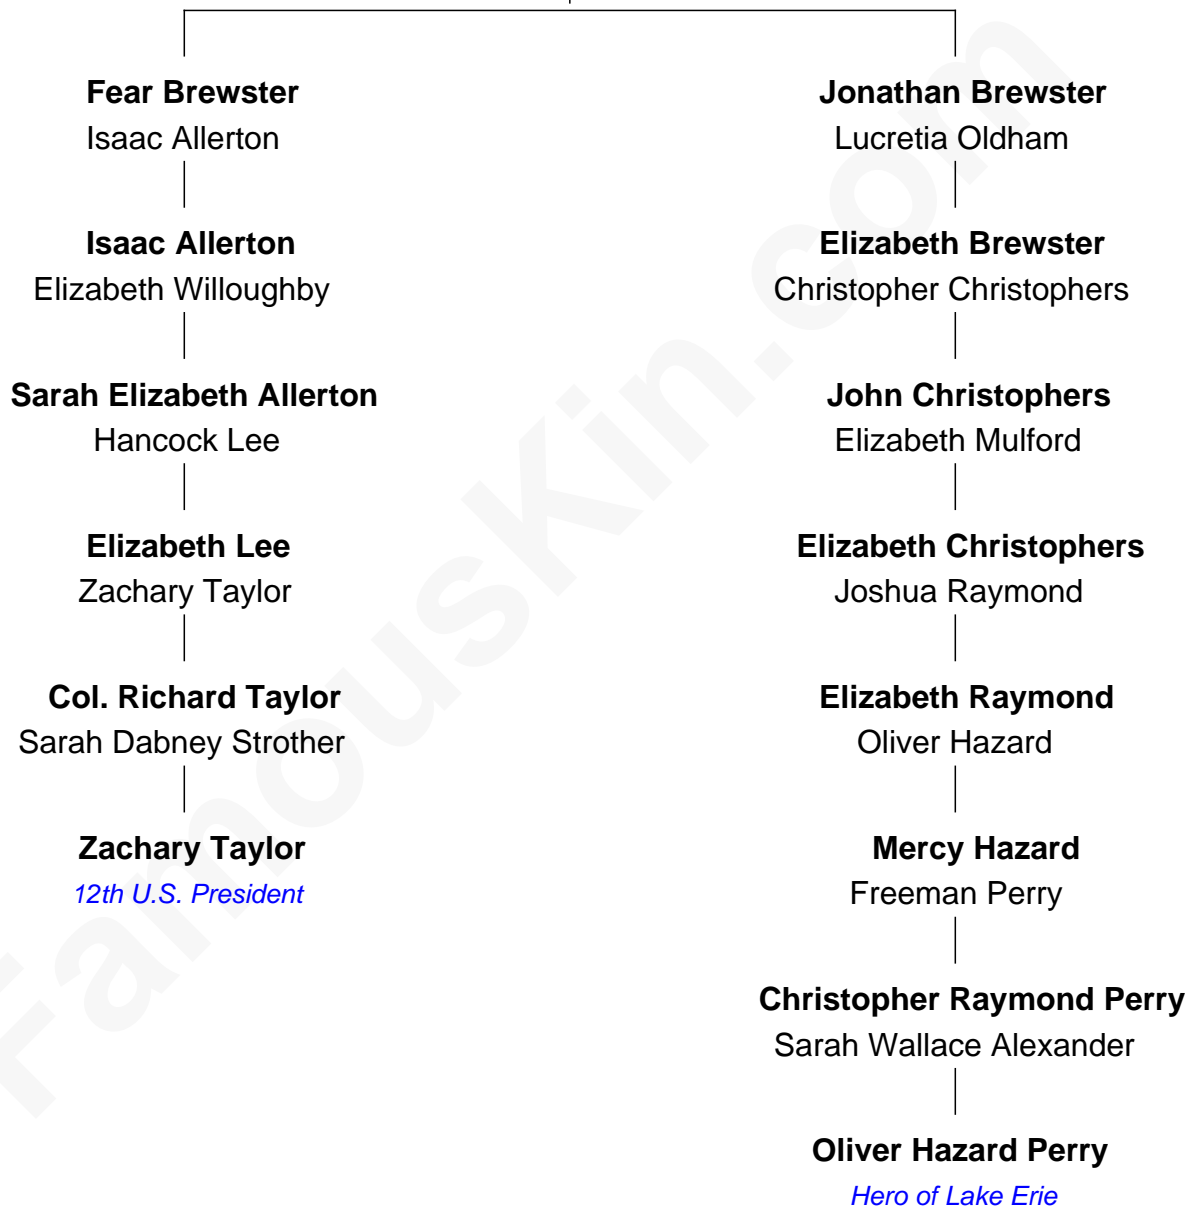 Fear Brewster
Isaac Allerton
Isaac Allerton
Elizabeth Willoughby
Sarah Elizabeth Allerton
Hancock Lee
Elizabeth Lee
Zachary Taylor
Col. Richard Taylor
Sarah Dabney Strother
Zachary Taylor
12th U.S. President
Jonathan Brewster
Lucretia Oldham
Elizabeth Brewster
Christopher Christophers
John Christophers
Elizabeth Mulford
Elizabeth Christophers
Joshua Raymond
Elizabeth Raymond
Oliver Hazard
Mercy Hazard
Freeman Perry
Christopher Raymond Perry
Sarah Wallace Alexander
Oliver Hazard Perry
Hero of Lake Erie
FamousKin.com